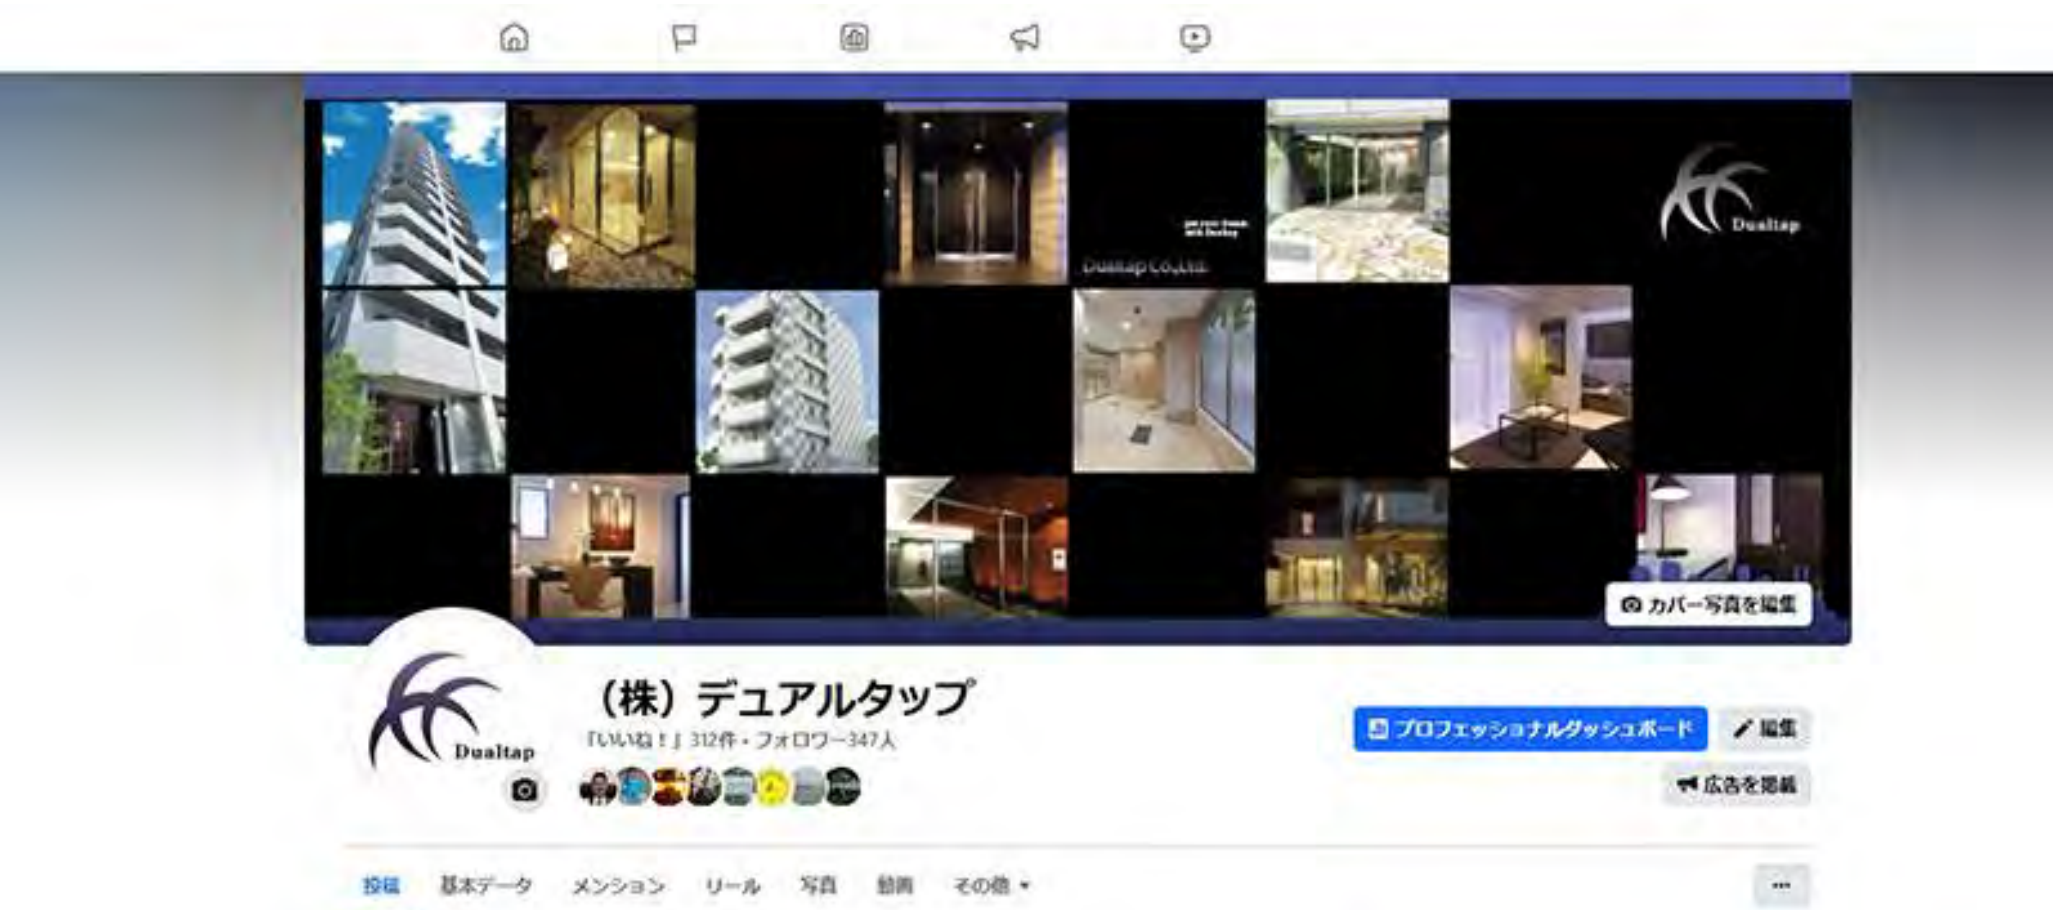 Dualtap
Dualtap Co.,Ltd.
カバー写真を編集
Dualtap
（株）デュアルタップ
「いいね！」312件・フォロワー347人
プロフェッショナルダッシュボード
編集
広告を掲載
投稿 基本データ メンション リール 写真 動画 その他